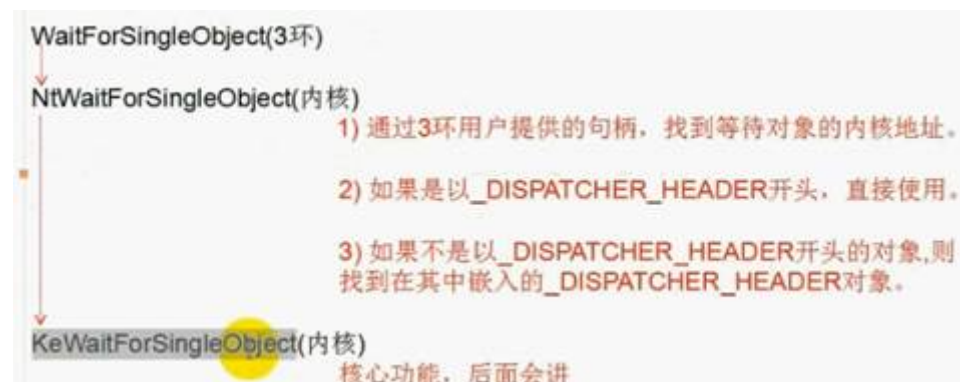 WaitForSingleObject(3环)
NtWaitForSingleObject(内核)
1) 通过3环用户提供的句柄，找到等待对象的内核地址。
2) 如果是以_DISPATCHER_HEADER开头，直接使用。
3) 如果不是以_DISPATCHER_HEADER开头的对象,则
找到在其中嵌入的_DISPATCHER_HEADER对象。
KeWaitForSingleObject(内核)
核心功能，后面会讲